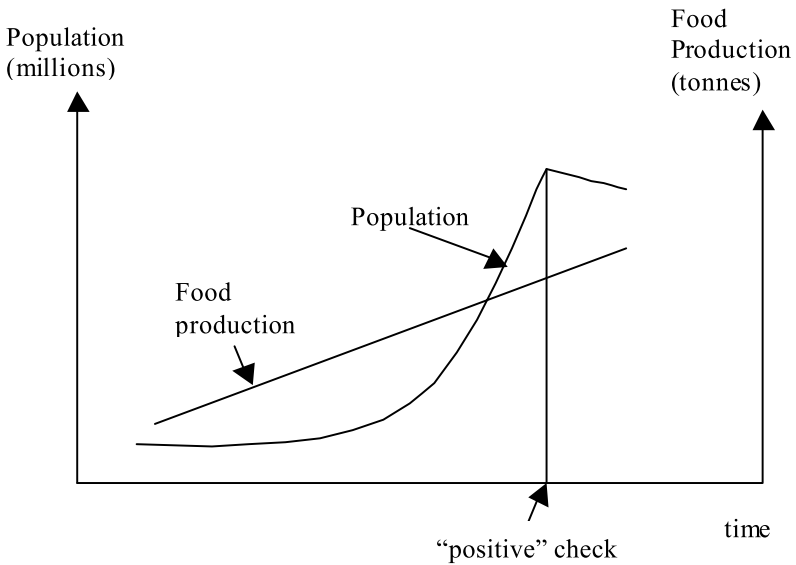 Population
(millions)
Food
Production
(tonnes)
Population
Food
production
time
“positive” check